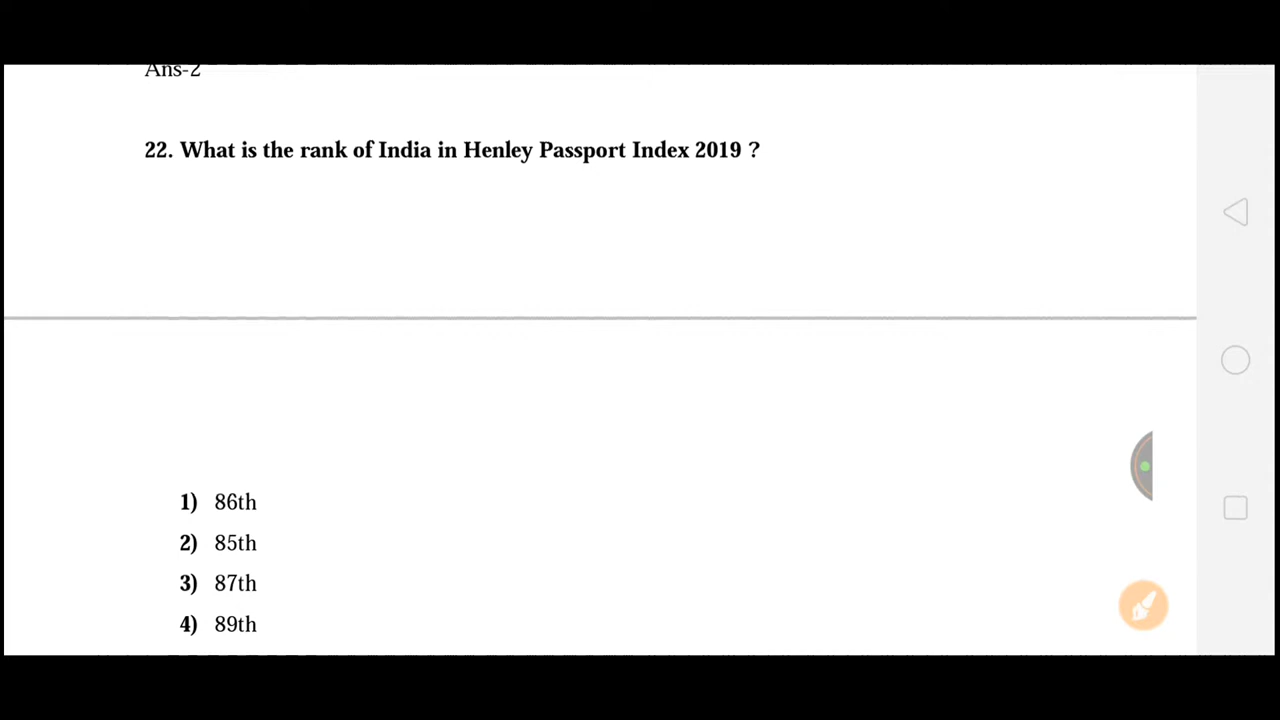 Ans-2
22. What is the rank of India in Henley Passport Index 2019 ?
1) 86th
2) 85th
3) 87th
4) 89th